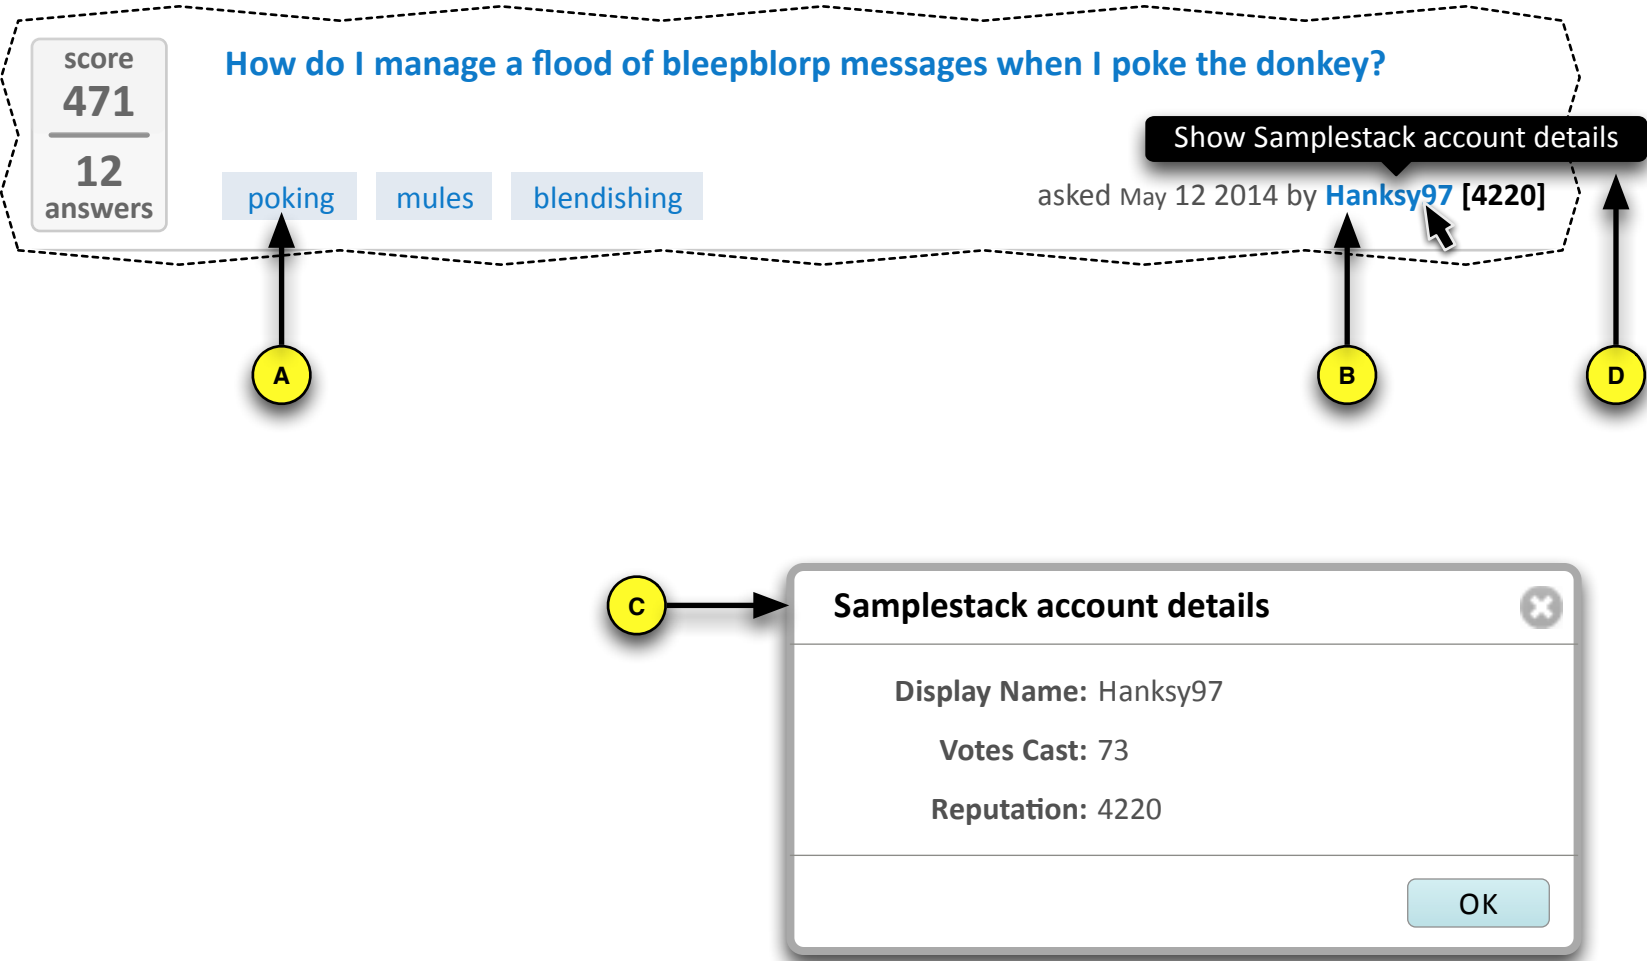 score
471
12
answers
How do I manage a flood of bleepblorp messages when I poke the donkey?
Show Samplestack account details
poking mules blendishing
asked May 12 2014 by Hanksy97 [4220]
A
B
D
C
Samplestack account details
Display Name: Hanksy97
Votes Cast: 73
Reputation: 4220
OK